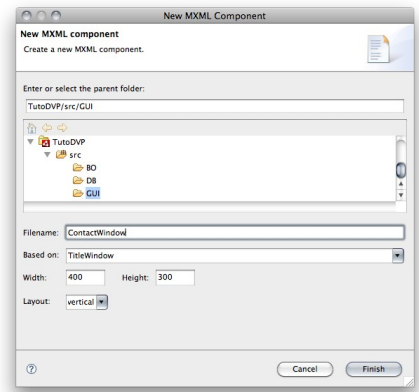 New MXML Component
New MXML component
Create a new MXML component.
Enter or select the parent folder:
TutoDVP/src/GUI
TutoDVP
src
BO
DB
GUI
Filename: ContactWindow
Based on: TitleWindow
Width: 400 Height: 300
Layout: vertical
? Cancel Finish